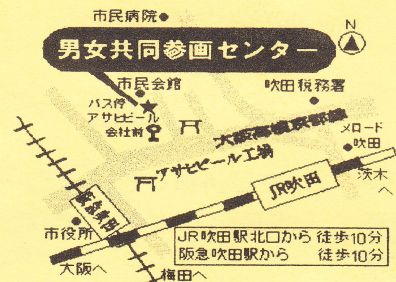 市民病院
N
男女共同参画センター
市民会館
吹田税務署
バス停
アサヒビール
会社前
大阪高槻京都線
メロード
吹田
アサヒビール工場
JR吹田
茨木
へ
阪急吹田
市役所
JR吹田駅北口から 徒歩10分
阪急吹田駅から 徒歩10分
大阪へ
梅田へ